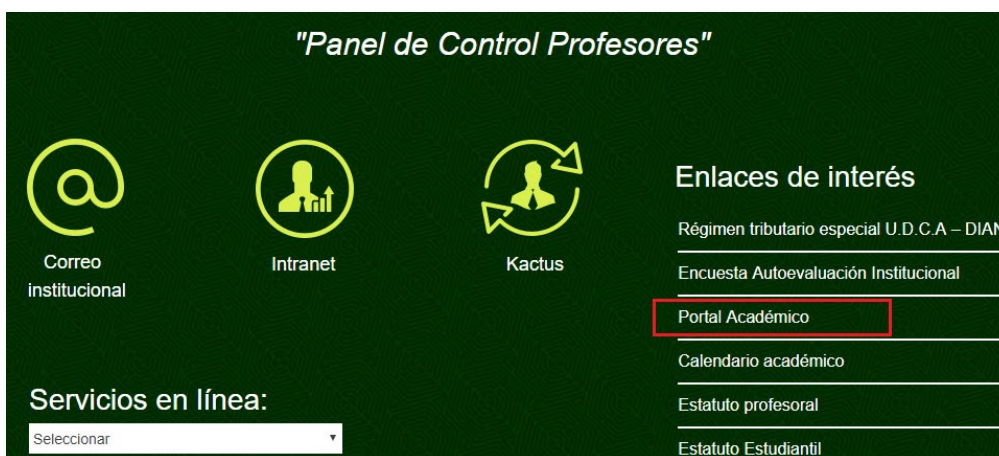 "Panel de Control Profesores"
Correo
institucional
Intranet
Kactus
Servicios en línea:
Seleccionar
Enlaces de interés
Régimen tributario especial U.D.C.A – DIAN
Encuesta Autoevaluación Institucional
Portal Académico
Calendario académico
Estatuto profesoral
Estatuto Estudiantil